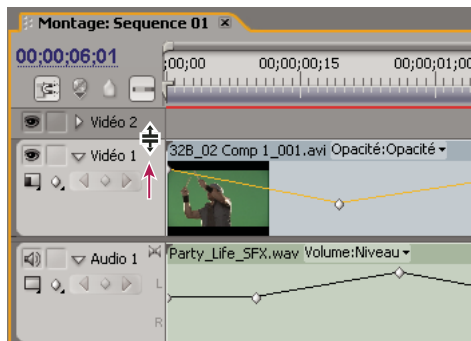 Montage: Sequence 01
00;00;06;01
;00;00 00;00;00;15 00;00;01;00
Vidéo 2
Vidéo 1
32B_02 Comp 1_001.avi Opacité:Opacité
Audio 1
Party_Life_SFX.wav Volume:Niveau
L
R